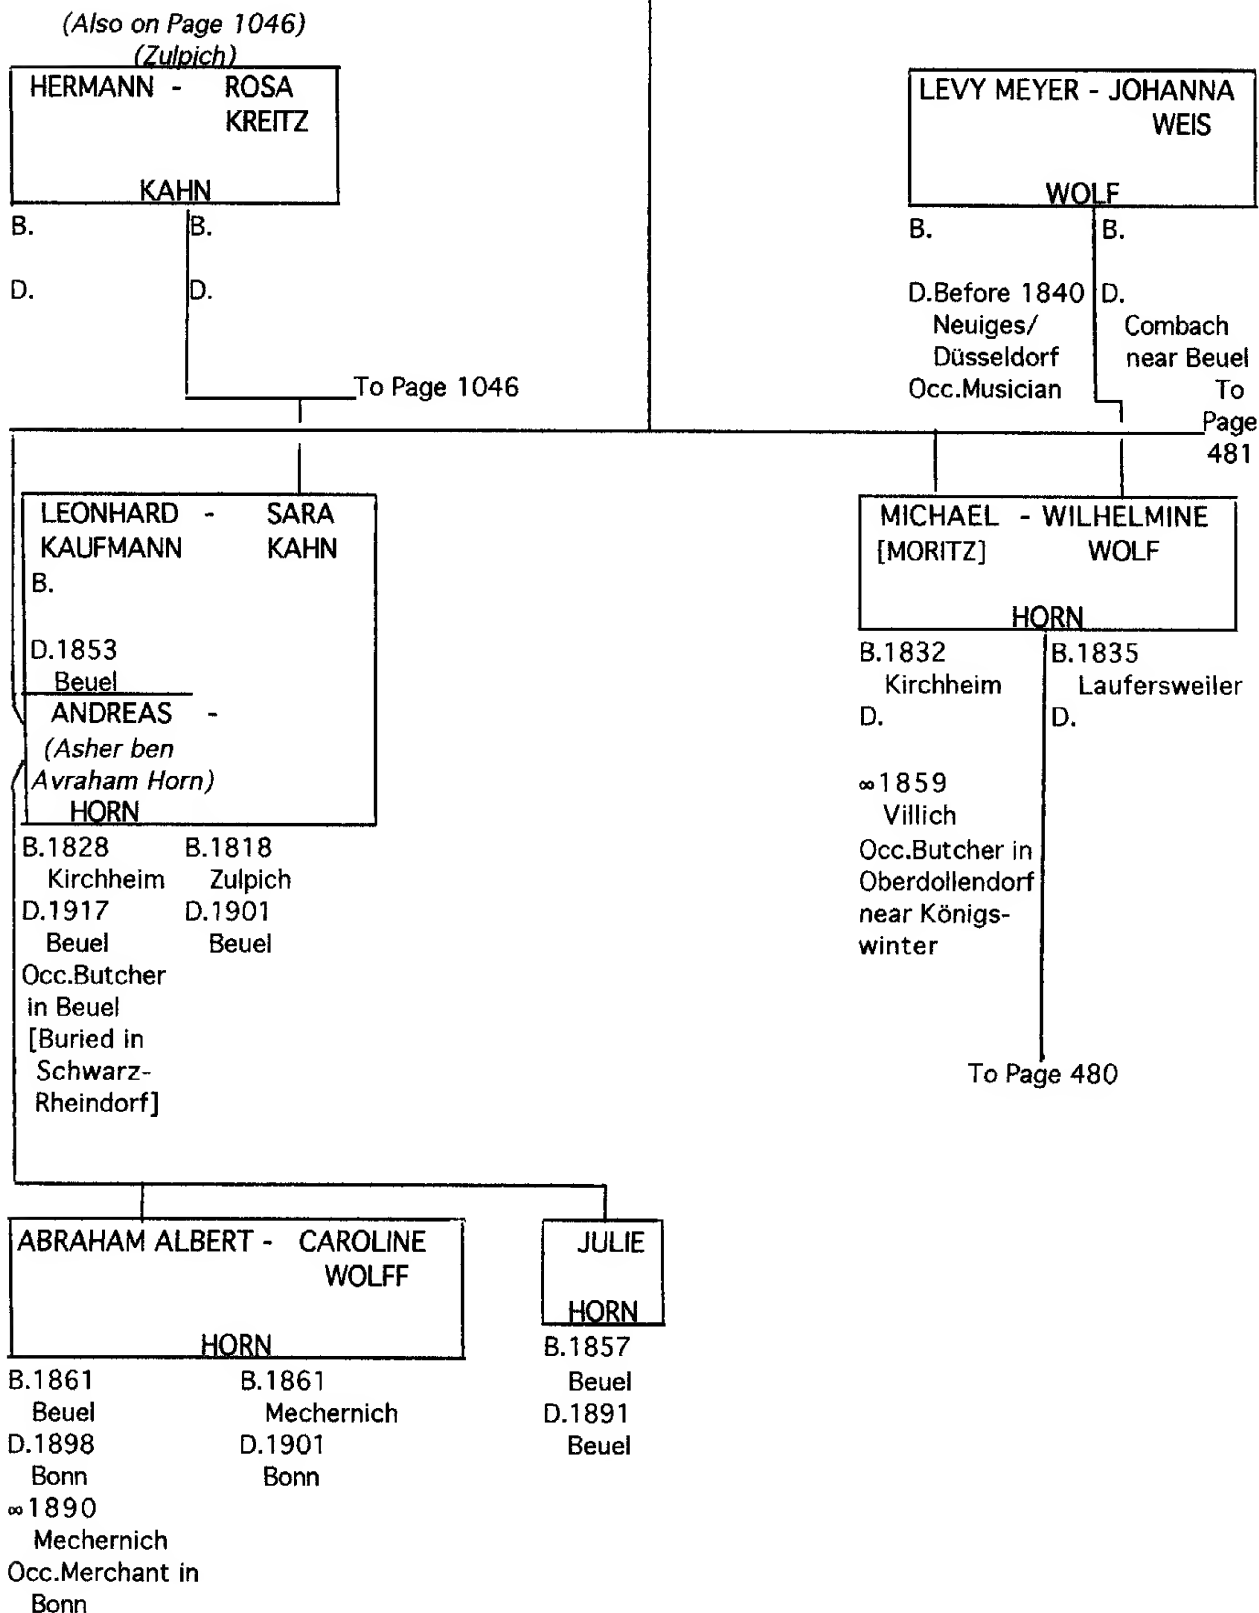 (Also on Page 1046)
(Zulpich)
HERMANN - ROSA
KREITZ
KAHN
B. B.
D. D.
To Page 1046
LEVY MEYER - JOHANNA
WEIS
WOLF
B. B.
D.Before 1840 D.
Neuiges/ Combach
Düsseldorf near Beuel
Occ.Musician To
Page
481
LEONHARD - SARA
KAUFMANN KAHN
B.
D.1853
Beuel
ANDREAS -
(Asher ben
Avraham Horn)
HORN
B.1828 B.1818
Kirchheim Zulpich
D.1917 D.1901
Beuel Beuel
Occ.Butcher
in Beuel
[Buried in
Schwarz-
Rheindorf]
MICHAEL - WILHELMINE
[MORITZ] WOLF
HORN
B.1832 B.1835
Kirchheim Laufersweiler
D. D.
∞1859
Villich
Occ.Butcher in
Oberdollendorf
near Königs-
winter
To Page 480
ABRAHAM ALBERT - CAROLINE
WOLFF
HORN
B.1861 B.1861
Beuel Mechernich
D.1898 D.1901
Bonn Bonn
∞1890
Mechernich
Occ.Merchant in
Bonn
JULIE
HORN
B.1857
Beuel
D.1891
Beuel